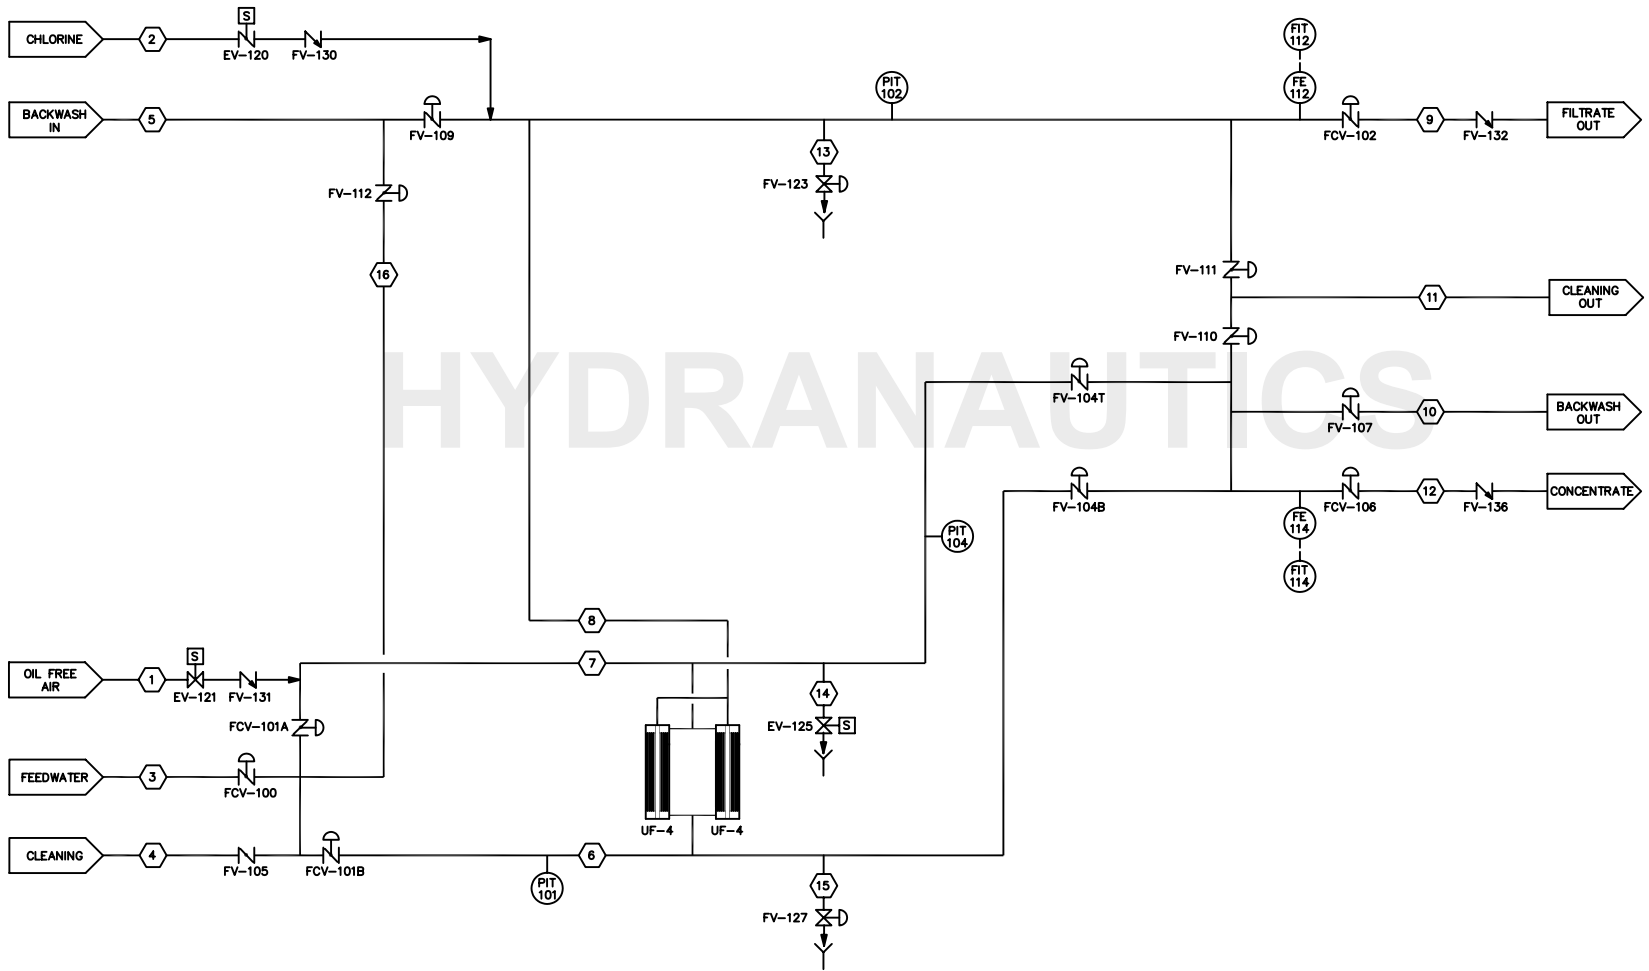 S
CHLORINE
2
EV-120
FV-130
FIT
112
FE
112
PIT
102
BACKWASH
IN
5
FV-109
FCV-102
9
FV-132
FILTRATE
OUT
13
FV-123
FV-112
16
FV-111
11
CLEANING
OUT
FV-110
HYDRANAUTICS
FV-104T
FV-107
10
BACKWASH
OUT
FV-104B
FCV-106
12
FV-136
CONCENTRATE
FE
114
FIT
114
PIT
104
8
S
OIL FREE
AIR
1
EV-121
FV-131
7
14
EV-125
S
FCV-101A
FEEDWATER
3
FCV-100
UF-4
UF-4
CLEANING
4
FV-105
FCV-101B
6
PIT
101
15
FV-127